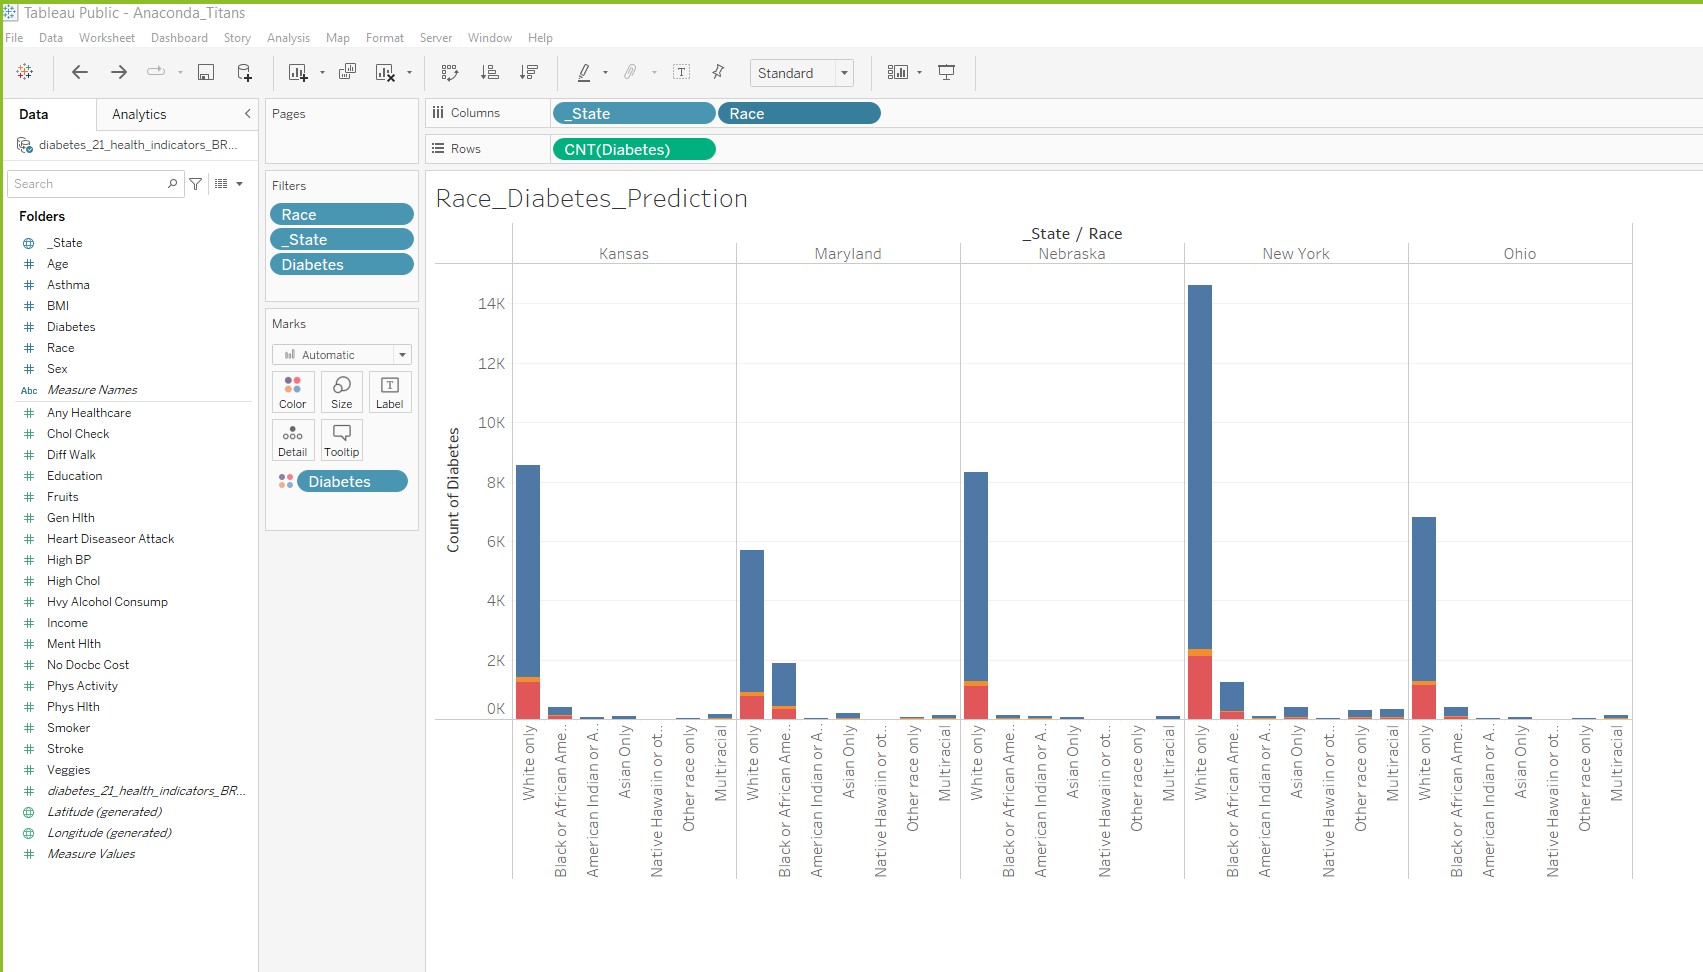 Tableau Public - Anaconda_Titans
File Data Worksheet Dashboard Story Analysis Map Format Server Window Help
Standard
Data Analytics
Pages
Columns _State Race
diabetes_21_health_indicators_BR...
Rows CNT(Diabetes)
Search
Filters
Race
_State
Diabetes
Folders
_State
Age
Asthma
BMI
Diabetes
Race
Sex
Abc Measure Names
Any Healthcare
Chol Check
Diff Walk
Education
Fruits
Gen Hlth
Heart Diseaseor Attack
High BP
High Chol
Hvy Alcohol Consump
Income
Ment Hlth
No Docbc Cost
Phys Activity
Phys Hlth
Smoker
Stroke
Veggies
diabetes_21_health_indicators_BR...
Latitude (generated)
Longitude (generated)
Measure Values
Marks
Automatic
Color Size Label
Detail Tooltip
Diabetes
Race_Diabetes_Prediction
_State / Race
Kansas Maryland Nebraska New York Ohio
Count of Diabetes
14K
12K
10K
8K
6K
4K
2K
0K
White only
Black or African Ame..
American Indian or A..
Asian Only
Native Hawain or ot..
Other race only
Multiracial
White only
Black or African Ame..
American Indian or A..
Asian Only
Native Hawain or ot..
Other race only
Multiracial
White only
Black or African Ame..
American Indian or A..
Asian Only
Native Hawain or ot..
Other race only
Multiracial
White only
Black or African Ame..
American Indian or A..
Asian Only
Native Hawain or ot..
Other race only
Multiracial
White only
Black or African Ame..
American Indian or A..
Asian Only
Native Hawain or ot..
Other race only
Multiracial